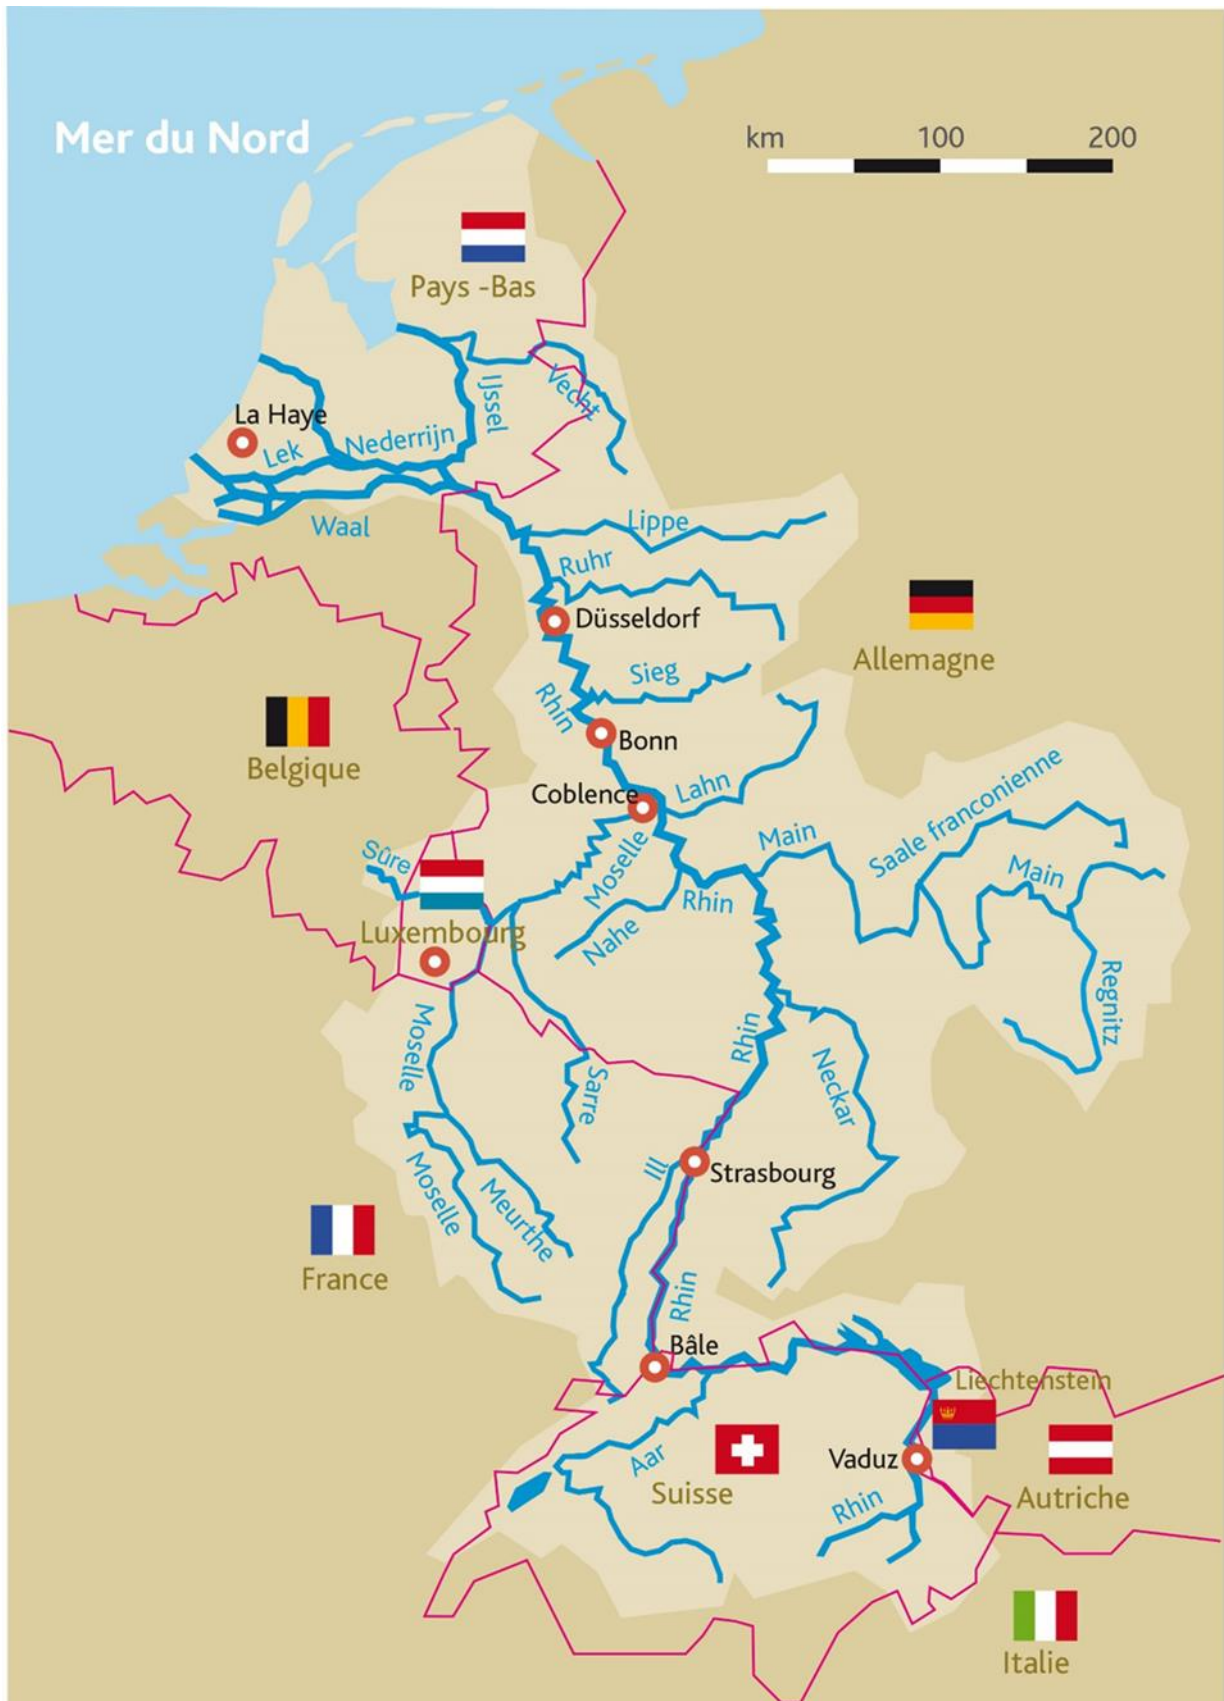 Mer du Nord
km 100 200
Pays -Bas
IJssel
Vecht
La Haye
Lek
Nederrijn
Waal
Lippe
Ruhr
Düsseldorf
Allemagne
Sieg
Rhin
Bonn
Belgique
Coblence
Lahn
Moselle
Main
Saale franconienne
Main
Sûre
Rhin
Nahe
Luxembourg
Regnitz
Moselle
Rhin
Neckar
Sarre
Ill
Strasbourg
Moselle
Meurthe
France
Rhin
Bâle
Liechtenstein
Aar
Vaduz
Suisse
Rhin
Autriche
Italie